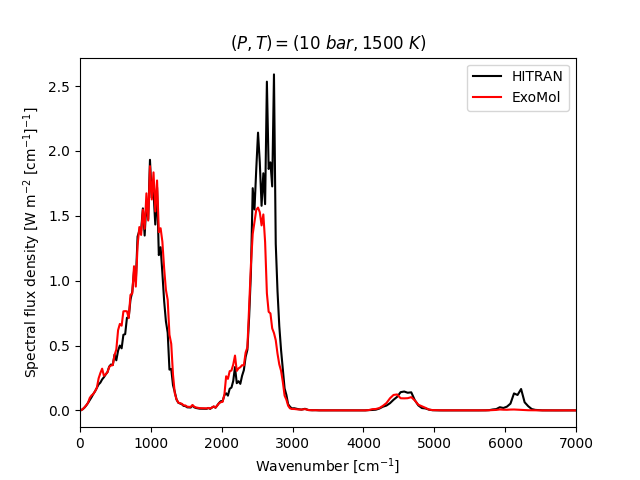 (P, T) = (10 bar, 1500 K)
HITRAN
ExoMol
Spectral flux density [W m⁻² [cm⁻¹]⁻¹]
2.5
2.0
1.5
1.0
0.5
0.0
0 1000 2000 3000 4000 5000 6000 7000
Wavenumber [cm⁻¹]